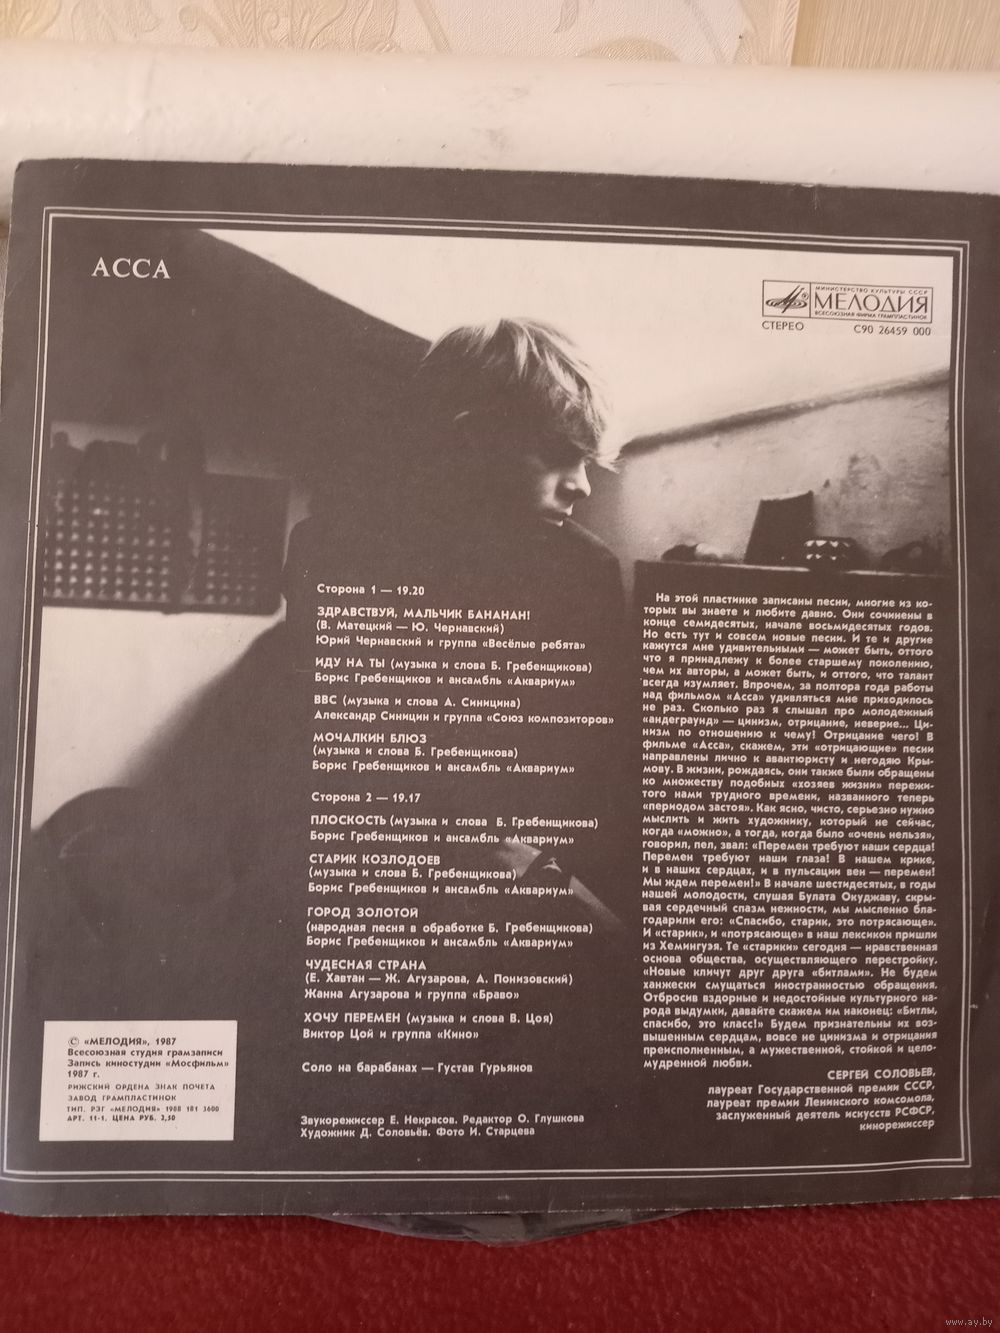 АССА
МИНИСТЕРСТВО КУЛЬТУРЫ СССР
МЕЛОДИЯ
ВСЕСОЮЗНАЯ ФИРМА ГРАМПЛАСТИНОК
СТЕРЕО С90 26459 000
Сторона 1 — 19.20
ЗДРАВСТВУЙ, МАЛЬЧИК БАНАНАН!
(В. Матецкий — Ю. Чернавский)
Юрий Чернавский и группа «Весёлые ребята»
ИДУ НА ТЫ (музыка и слова Б. Гребенщикова)
Борис Гребенщиков и ансамбль «Аквариум»
ВВС (музыка и слова А. Синицина)
Александр Синицин и группа «Союз композиторов»
МОЧАЛКИН БЛЮЗ
(музыка и слова Б. Гребенщикова)
Борис Гребенщиков и ансамбль «Аквариум»
Сторона 2 — 19.17
ПЛОСКОСТЬ (музыка и слова Б. Гребенщикова)
Борис Гребенщиков и ансамбль «Аквариум»
СТАРИК КОЗЛОДОЕВ
(музыка и слова Б. Гребенщикова)
Борис Гребенщиков и ансамбль «Аквариум»
ГОРОД ЗОЛОТОЙ
(народная песня в обработке Б. Гребенщикова)
Борис Гребенщиков и ансамбль «Аквариум»
ЧУДЕСНАЯ СТРАНА
(Е. Хавтан — Ж. Агузарова, А. Понизовский)
Жанна Агузарова и группа «Браво»
ХОЧУ ПЕРЕМЕН (музыка и слова В. Цоя)
Виктор Цой и группа «Кино»
Соло на барабанах — Густав Гурьянов
Звукорежиссер Е. Некрасов. Редактор О. Глушкова
Художник Д. Соловьёв. Фото И. Старцева
На этой пластинке записаны песни, многие из ко-
торых вы знаете и любите давно. Они сочинены в
конце семидесятых, начале восьмидесятых годов.
Но есть тут и совсем новые песни. И те и другие
кажутся мне удивительными — может быть, оттого
что я принадлежу к более старшему поколению,
чем их авторы, а может быть, и оттого, что талант
всегда изумляет. Впрочем, за полтора года работы
над фильмом «Асса» удивляться мне приходилось
не раз. Сколько раз я слышал про молодежный
«андеграунд» — цинизм, отрицание, неверие... Ци-
низм по отношению к чему! Отрицание чего! В
фильме «Асса», скажем, эти «отрицающие» песни
направлены лично к авантюристу и негодяю Кры-
мову. В жизни, рождаясь, они также были обращены
ко множеству подобных «хозяев жизни» пережи-
того нами трудного времени, названного теперь
«периодом застоя». Как ясно, чисто, серьезно нужно
мыслить и жить художнику, который не сейчас,
когда «можно», а тогда, когда было «очень нельзя»,
говорил, пел, звал: «Перемен требуют наши сердца!
Перемен требуют наши глаза! В нашем крике,
и в наших сердцах, и в пульсации вен — перемен!
Мы ждем перемен!» В начале шестидесятых, в годы
нашей молодости, слушая Булата Окуджаву, скры-
вая сердечный спазм нежности, мы мысленно бла-
годарили его: «Спасибо, старик, это потрясающе».
И «старик», и «потрясающе» в наш лексикон пришли
из Хемингуэя. Те «старики» сегодня — нравственная
основа общества, осуществляющего перестройку.
«Новые кличут друг друга «битлами». Не будем
ханжески смущаться иностранностью обращения.
Отбросив вздорные и недостойные культурного на-
рода выдумки, давайте скажем им наконец: «Битлы,
спасибо, это класс!» Будем признательны их воз-
вышенным сердцам, вовсе не цинизма и отрицания
преисполненным, а мужественной, стойкой и цело-
мудренной любви.
СЕРГЕЙ СОЛОВЬЕВ,
лауреат Государственной премии СССР,
лауреат премии Ленинского комсомола,
заслуженный деятель искусств РСФСР,
кинорежиссер
© «МЕЛОДИЯ», 1987
Всесоюзная студия грамзаписи
Запись киностудии «Мосфильм»
1987 г.
РИЖСКИЙ ОРДЕНА ЗНАК ПОЧЕТА
ЗАВОД ГРАМПЛАСТИНОК
ТИП. РЗГ «МЕЛОДИЯ» 1988 181 3600
АРТ. 11-1. ЦЕНА РУБ. 2,50
www.ay.by